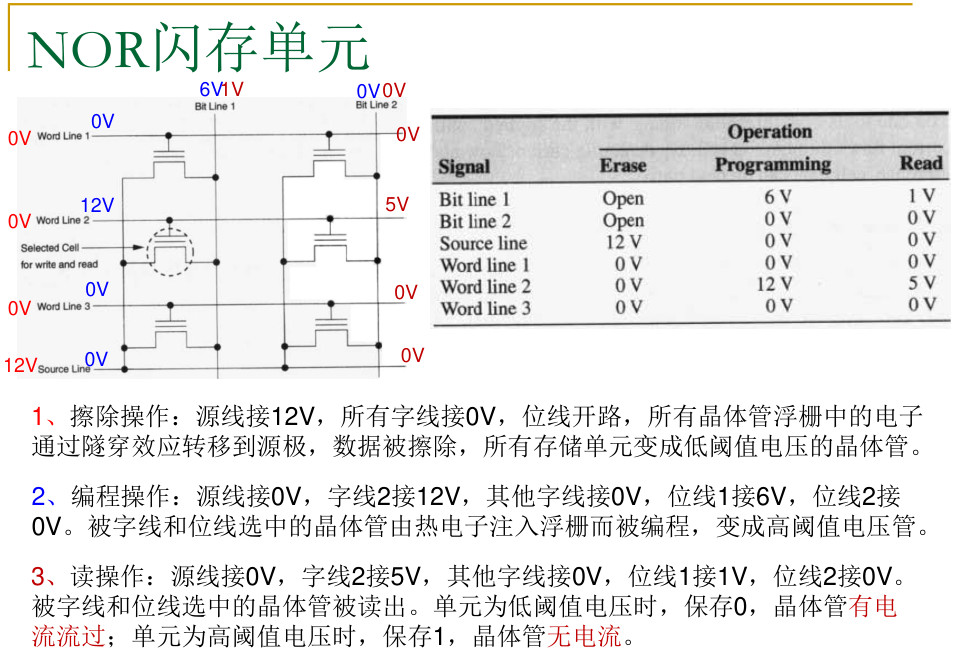 NOR闪存单元
6V 1V 0V 0V
Bit Line 1 Bit Line 2
0V Word Line 1 0V 0V
0V Word Line 2 12V 5V
Selected Cell
for write and read
0V Word Line 3 0V 0V
12V Source Line 0V 0V
Operation
Signal Erase Programming Read
Bit line 1 Open 6 V 1 V
Bit line 2 Open 0 V 0 V
Source line 12 V 0 V 0 V
Word line 1 0 V 0 V 0 V
Word line 2 0 V 12 V 5 V
Word line 3 0 V 0 V 0 V
1、擦除操作：源线接12V，所有字线接0V，位线开路，所有晶体管浮栅中的电子
通过隧穿效应转移到源极，数据被擦除，所有存储单元变成低阈值电压的晶体管。
2、编程操作：源线接0V，字线2接12V，其他字线接0V，位线1接6V，位线2接
0V。被字线和位线选中的晶体管由热电子注入浮栅而被编程，变成高阈值电压管。
3、读操作：源线接0V，字线2接5V，其他字线接0V，位线1接1V，位线2接0V。
被字线和位线选中的晶体管被读出。单元为低阈值电压时，保存0，晶体管有电
流流过；单元为高阈值电压时，保存1，晶体管无电流。